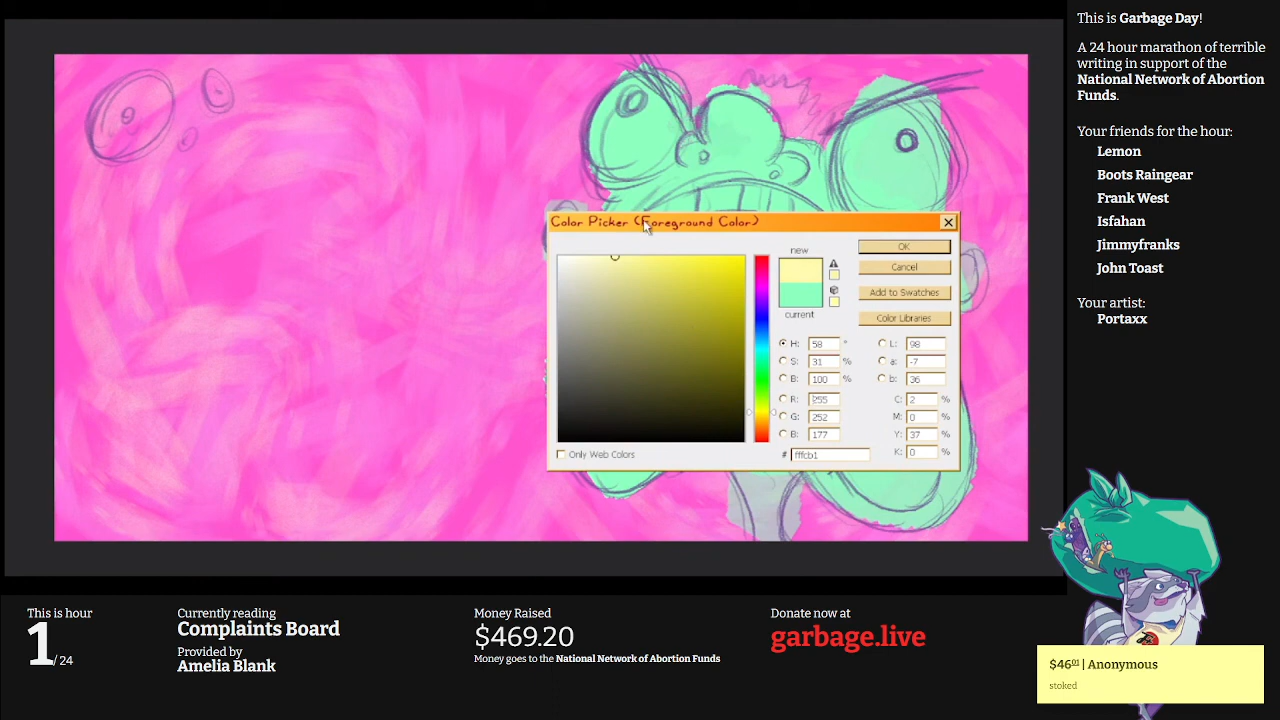 This is Garbage Day!
A 24 hour marathon of terrible
writing in support of the
National Network of Abortion
Funds.
Your friends for the hour:
Lemon
Boots Raingear
Frank West
Isfahan
Jimmyfranks
John Toast
Your artist:
Portaxx
Color Picker (Foreground Color)
new
current
OK
Cancel
Add to Swatches
Color Libraries
H: 58 °
S: 31 %
B: 100 %
R: 255
G: 252
B: 177
L: 98
a: -7
b: 36
C: 2 %
M: 0 %
Y: 37 %
K: 0 %
# fffcb1
Only Web Colors
This is hour
1 / 24
Currently reading
Complaints Board
Provided by
Amelia Blank
Money Raised
$469.20
Money goes to the National Network of Abortion Funds
Donate now at
garbage.live
$46.01 | Anonymous
stoked